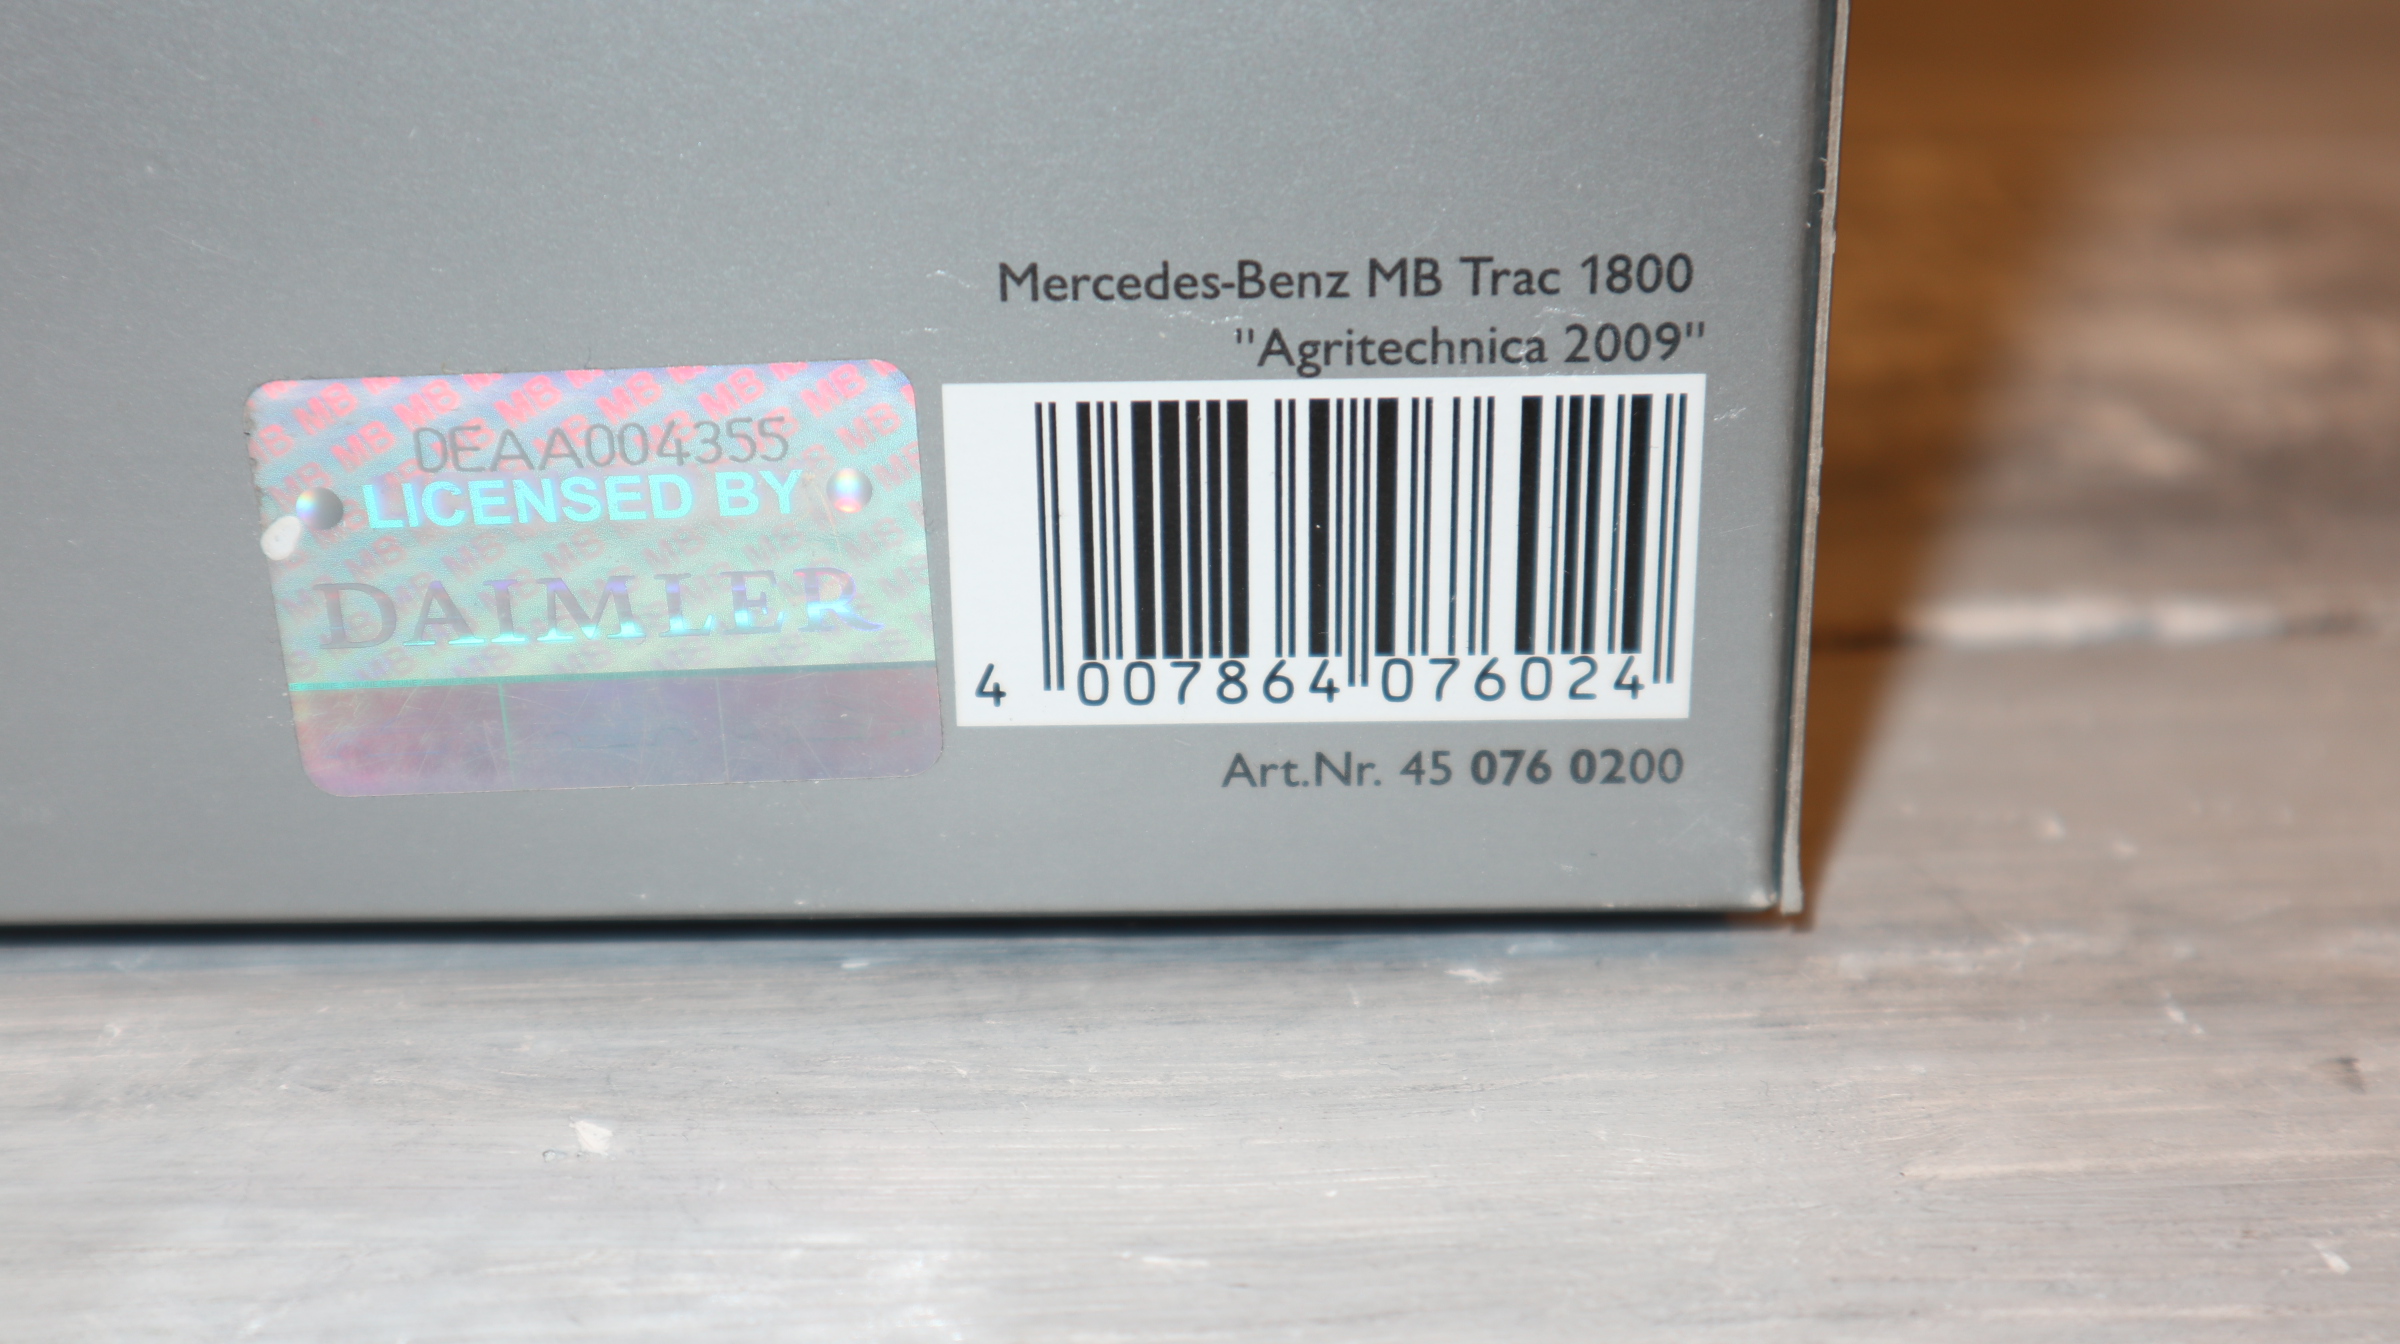 Mercedes-Benz MB Trac 1800
"Agritechnica 2009"
DEAA004355
LICENSED BY
DAIMLER
4 007864 076024
Art.Nr. 45 076 0200